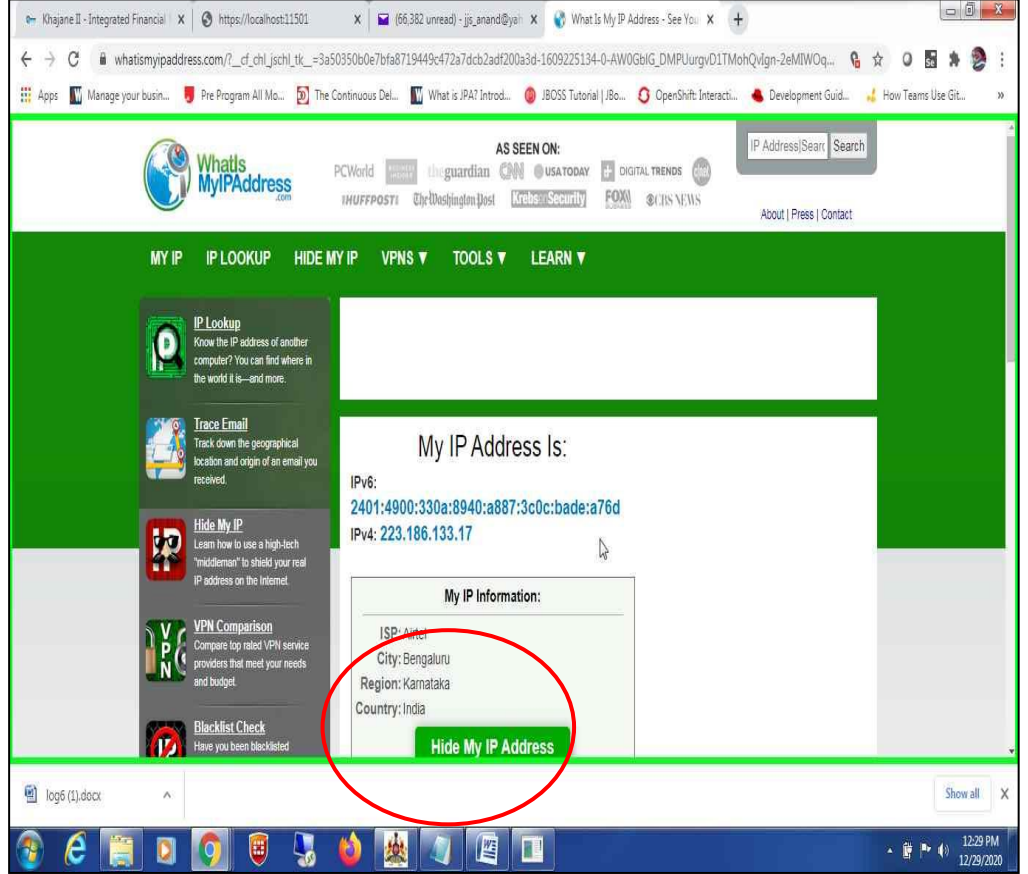 Khajane II - Integrated Financial
https://localhost:11501
(66,382 unread) - jjs_anand@yah
What Is My IP Address - See You
whatismyipaddress.com/?_cf_chl_jschl_tk__=3a50350b0e7bfa8719449c472a7dcb2adf200a3d-1609225134-0-AW0GbIG_DMPUurgvD1TMohQvlgn-2eMIWOq...
Apps Manage your busin... Pre Program All Mo... The Continuous Del... What is JPA? Introd... JBOSS Tutorial | JBo... OpenShift: Interacti... Development Guid... How Teams Use Git... »
WhatIs
MyIPAddress
.com
AS SEEN ON:
PCWorld BUSINESS INSIDER theguardian CNN USA TODAY DIGITAL TRENDS cnet
IHUFFPOSTI The Washington Post KrebsonSecurity FOX BUSINESS CBS NEWS
IP Address|Searc Search
About | Press | Contact
MY IP IP LOOKUP HIDE MY IP VPNS ▼ TOOLS ▼ LEARN ▼
IP Lookup
Know the IP address of another
computer? You can find where in
the world it is—and more.
Trace Email
Track down the geographical
location and origin of an email you
received.
Hide My IP
Learn how to use a high-tech
"middleman" to shield your real
IP address on the Internet.
VPN Comparison
Compare top rated VPN service
providers that meet your needs
and budget.
Blacklist Check
Have you been blacklisted
My IP Address Is:
IPv6:
2401:4900:330a:8940:a887:3c0c:bade:a76d
IPv4: 223.186.133.17
My IP Information:
ISP: Airtel
City: Bengaluru
Region: Karnataka
Country: India
Hide My IP Address
log6 (1).docx
Show all
12:29 PM
12/29/2020